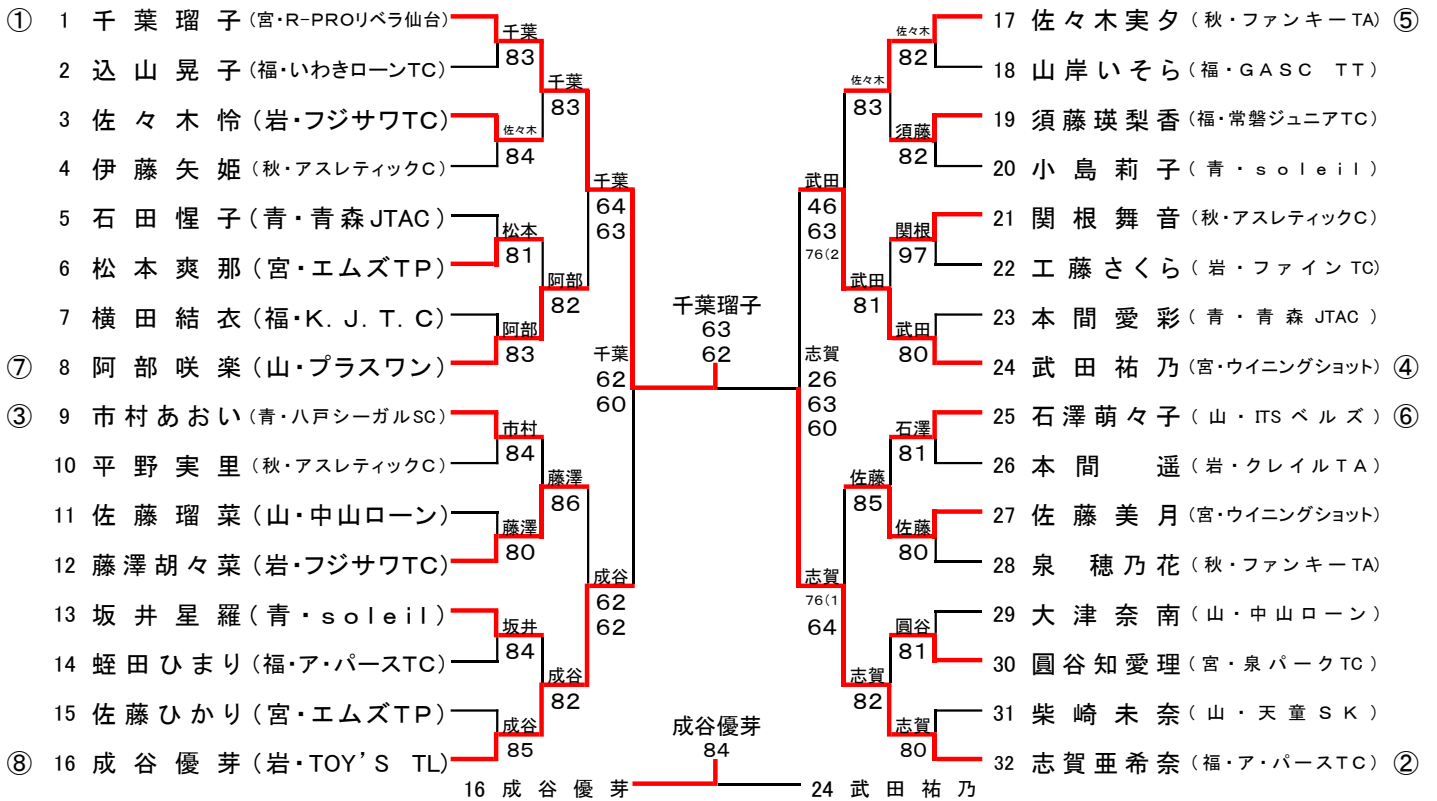 ① 1 千葉瑠子 (宮・R-PROリベラ仙台)
2 込山晃子 (福・いわきローンTC)
3 佐々木怜 (岩・フジサワTC)
4 伊藤矢姫 (秋・アスレティックC)
5 石田惺子 (青・青森JTAC)
6 松本爽那 (宮・エムズTP)
7 横田結衣 (福・K.J.T.C)
⑦ 8 阿部咲楽 (山・プラスワン)
③ 9 市村あおい (青・八戸シーガルSC)
10 平野実里 (秋・アスレティックC)
11 佐藤瑠菜 (山・中山ローン)
12 藤澤胡々菜 (岩・フジサワTC)
13 坂井星羅 (青・soleil)
14 蛭田ひまり (福・ア・パースTC)
15 佐藤ひかり (宮・エムズTP)
⑧ 16 成谷優芽 (岩・TOY'S TL)
千葉
83
佐々木
84
松本
81
阿部
83
市村
84
藤澤
80
坂井
84
成谷
85
千葉
83
阿部
82
藤澤
86
成谷
82
千葉
64
63
成谷
62
62
千葉
62
60
千葉瑠子
63
62
志賀
26
63
60
武田
46
63
76(2
志賀
76(1
64
佐々木
83
武田
81
佐藤
85
志賀
82
佐々木
82
須藤
82
関根
97
武田
80
石澤
81
佐藤
80
圓谷
81
志賀
80
17 佐々木実夕 (秋・ファンキーTA) ⑤
18 山岸いそら (福・GASC TT)
19 須藤瑛梨香 (福・常磐ジュニアTC)
20 小島莉子 (青・soleil)
21 関根舞音 (秋・アスレティックC)
22 工藤さくら (岩・ファインTC)
23 本間愛彩 (青・青森JTAC)
24 武田祐乃 (宮・ウイニングショット) ④
25 石澤萌々子 (山・ITSベルズ) ⑥
26 本間 遥 (岩・クレイルTA)
27 佐藤美月 (宮・ウイニングショット)
28 泉 穂乃花 (秋・ファンキーTA)
29 大津奈南 (山・中山ローン)
30 圓谷知愛理 (宮・泉パークTC)
31 柴崎未奈 (山・天童SK)
32 志賀亜希奈 (福・ア・パースTC) ②
成谷優芽
84
16 成谷優芽
24 武田祐乃